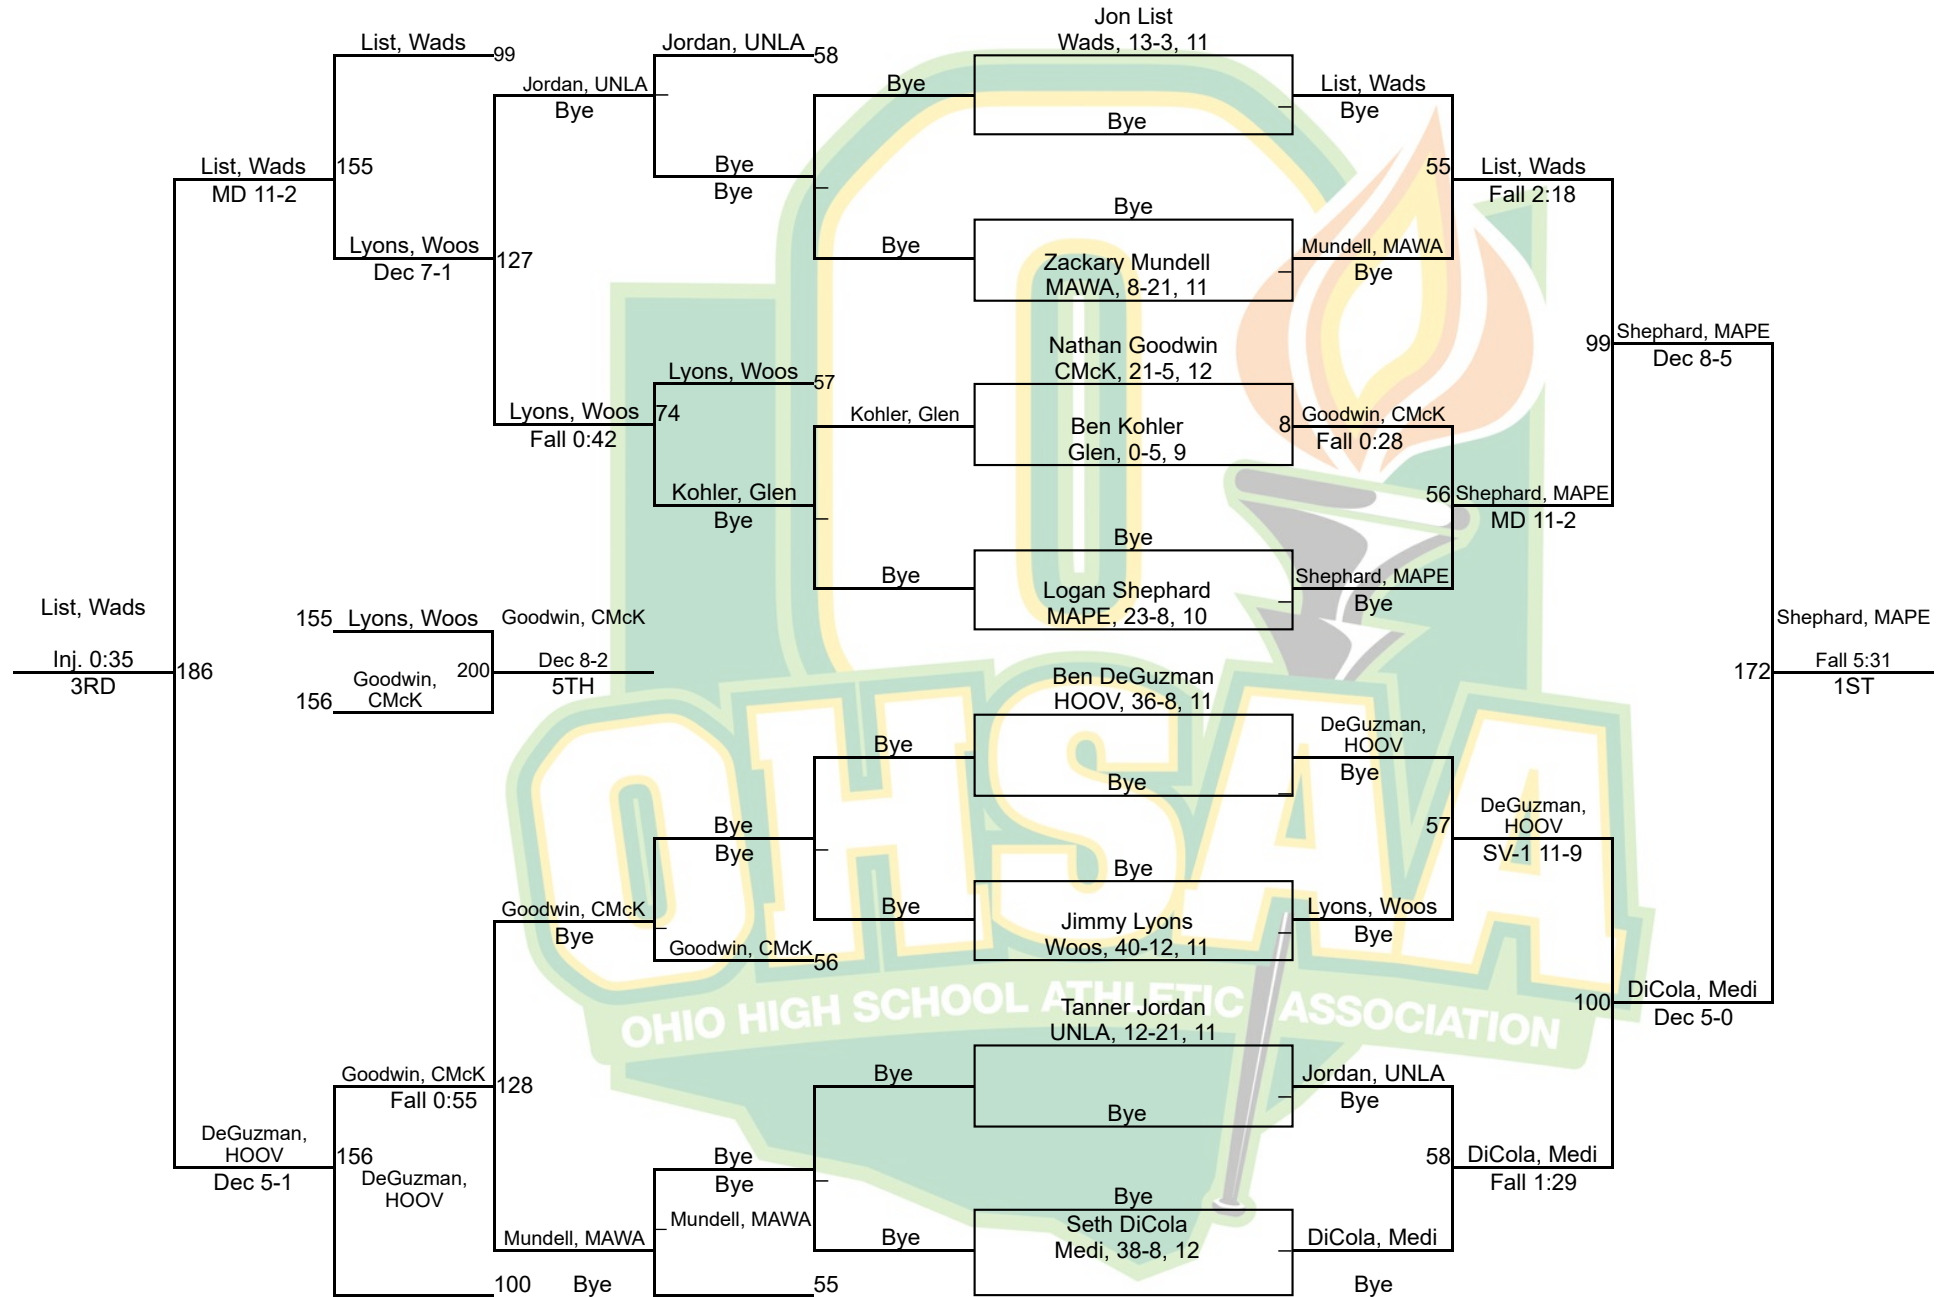 Jon List
List, Wads
99
Jordan, UNLA
58
Wads, 13-3, 11
Jordan, UNLA
Bye
Bye
List, Wads
Bye
Bye
Bye
Bye
List, Wads
MD 11-2
155
Bye
Bye
55
List, Wads
Fall 2:18
Lyons, Woos
Dec 7-1
127
Bye
Zackary Mundell
MAWA, 8-21, 11
Mundell, MAWA
Bye
99
Shephard, MAPE
Dec 8-5
Nathan Goodwin
CMcK, 21-5, 12
Lyons, Woos
57
Lyons, Woos
Fall 0:42
74
Kohler, Glen
Ben Kohler
Glen, 0-5, 9
8
Goodwin, CMcK
Fall 0:28
Kohler, Glen
Bye
56
Shephard, MAPE
MD 11-2
Bye
Bye
Logan Shephard
MAPE, 23-8, 10
Shephard, MAPE
Bye
List, Wads
Inj. 0:35
3RD
186
155
Lyons, Woos
Goodwin, CMcK
156
Goodwin,
CMcK
200
Dec 8-2
5TH
Shephard, MAPE
172
Fall 5:31
1ST
Ben DeGuzman
HOOV, 36-8, 11
Bye
Bye
DeGuzman,
HOOV
Bye
Bye
Bye
57
DeGuzman,
HOOV
SV-1 11-9
OHSAA
Bye
Bye
Jimmy Lyons
Woos, 40-12, 11
Lyons, Woos
Bye
Goodwin, CMcK
Bye
Goodwin, CMcK
56
OHIO HIGH SCHOOL ATHLETIC ASSOCIATION
100
DiCola, Medi
Dec 5-0
Tanner Jordan
UNLA, 12-21, 11
Bye
Bye
Jordan, UNLA
Bye
Goodwin, CMcK
Fall 0:55
128
DeGuzman,
HOOV
Dec 5-1
156
DeGuzman,
HOOV
Bye
Bye
58
DiCola, Medi
Fall 1:29
Mundell, MAWA
Mundell, MAWA
Bye
Bye
Seth DiCola
Medi, 38-8, 12
DiCola, Medi
100
Bye
55
Bye